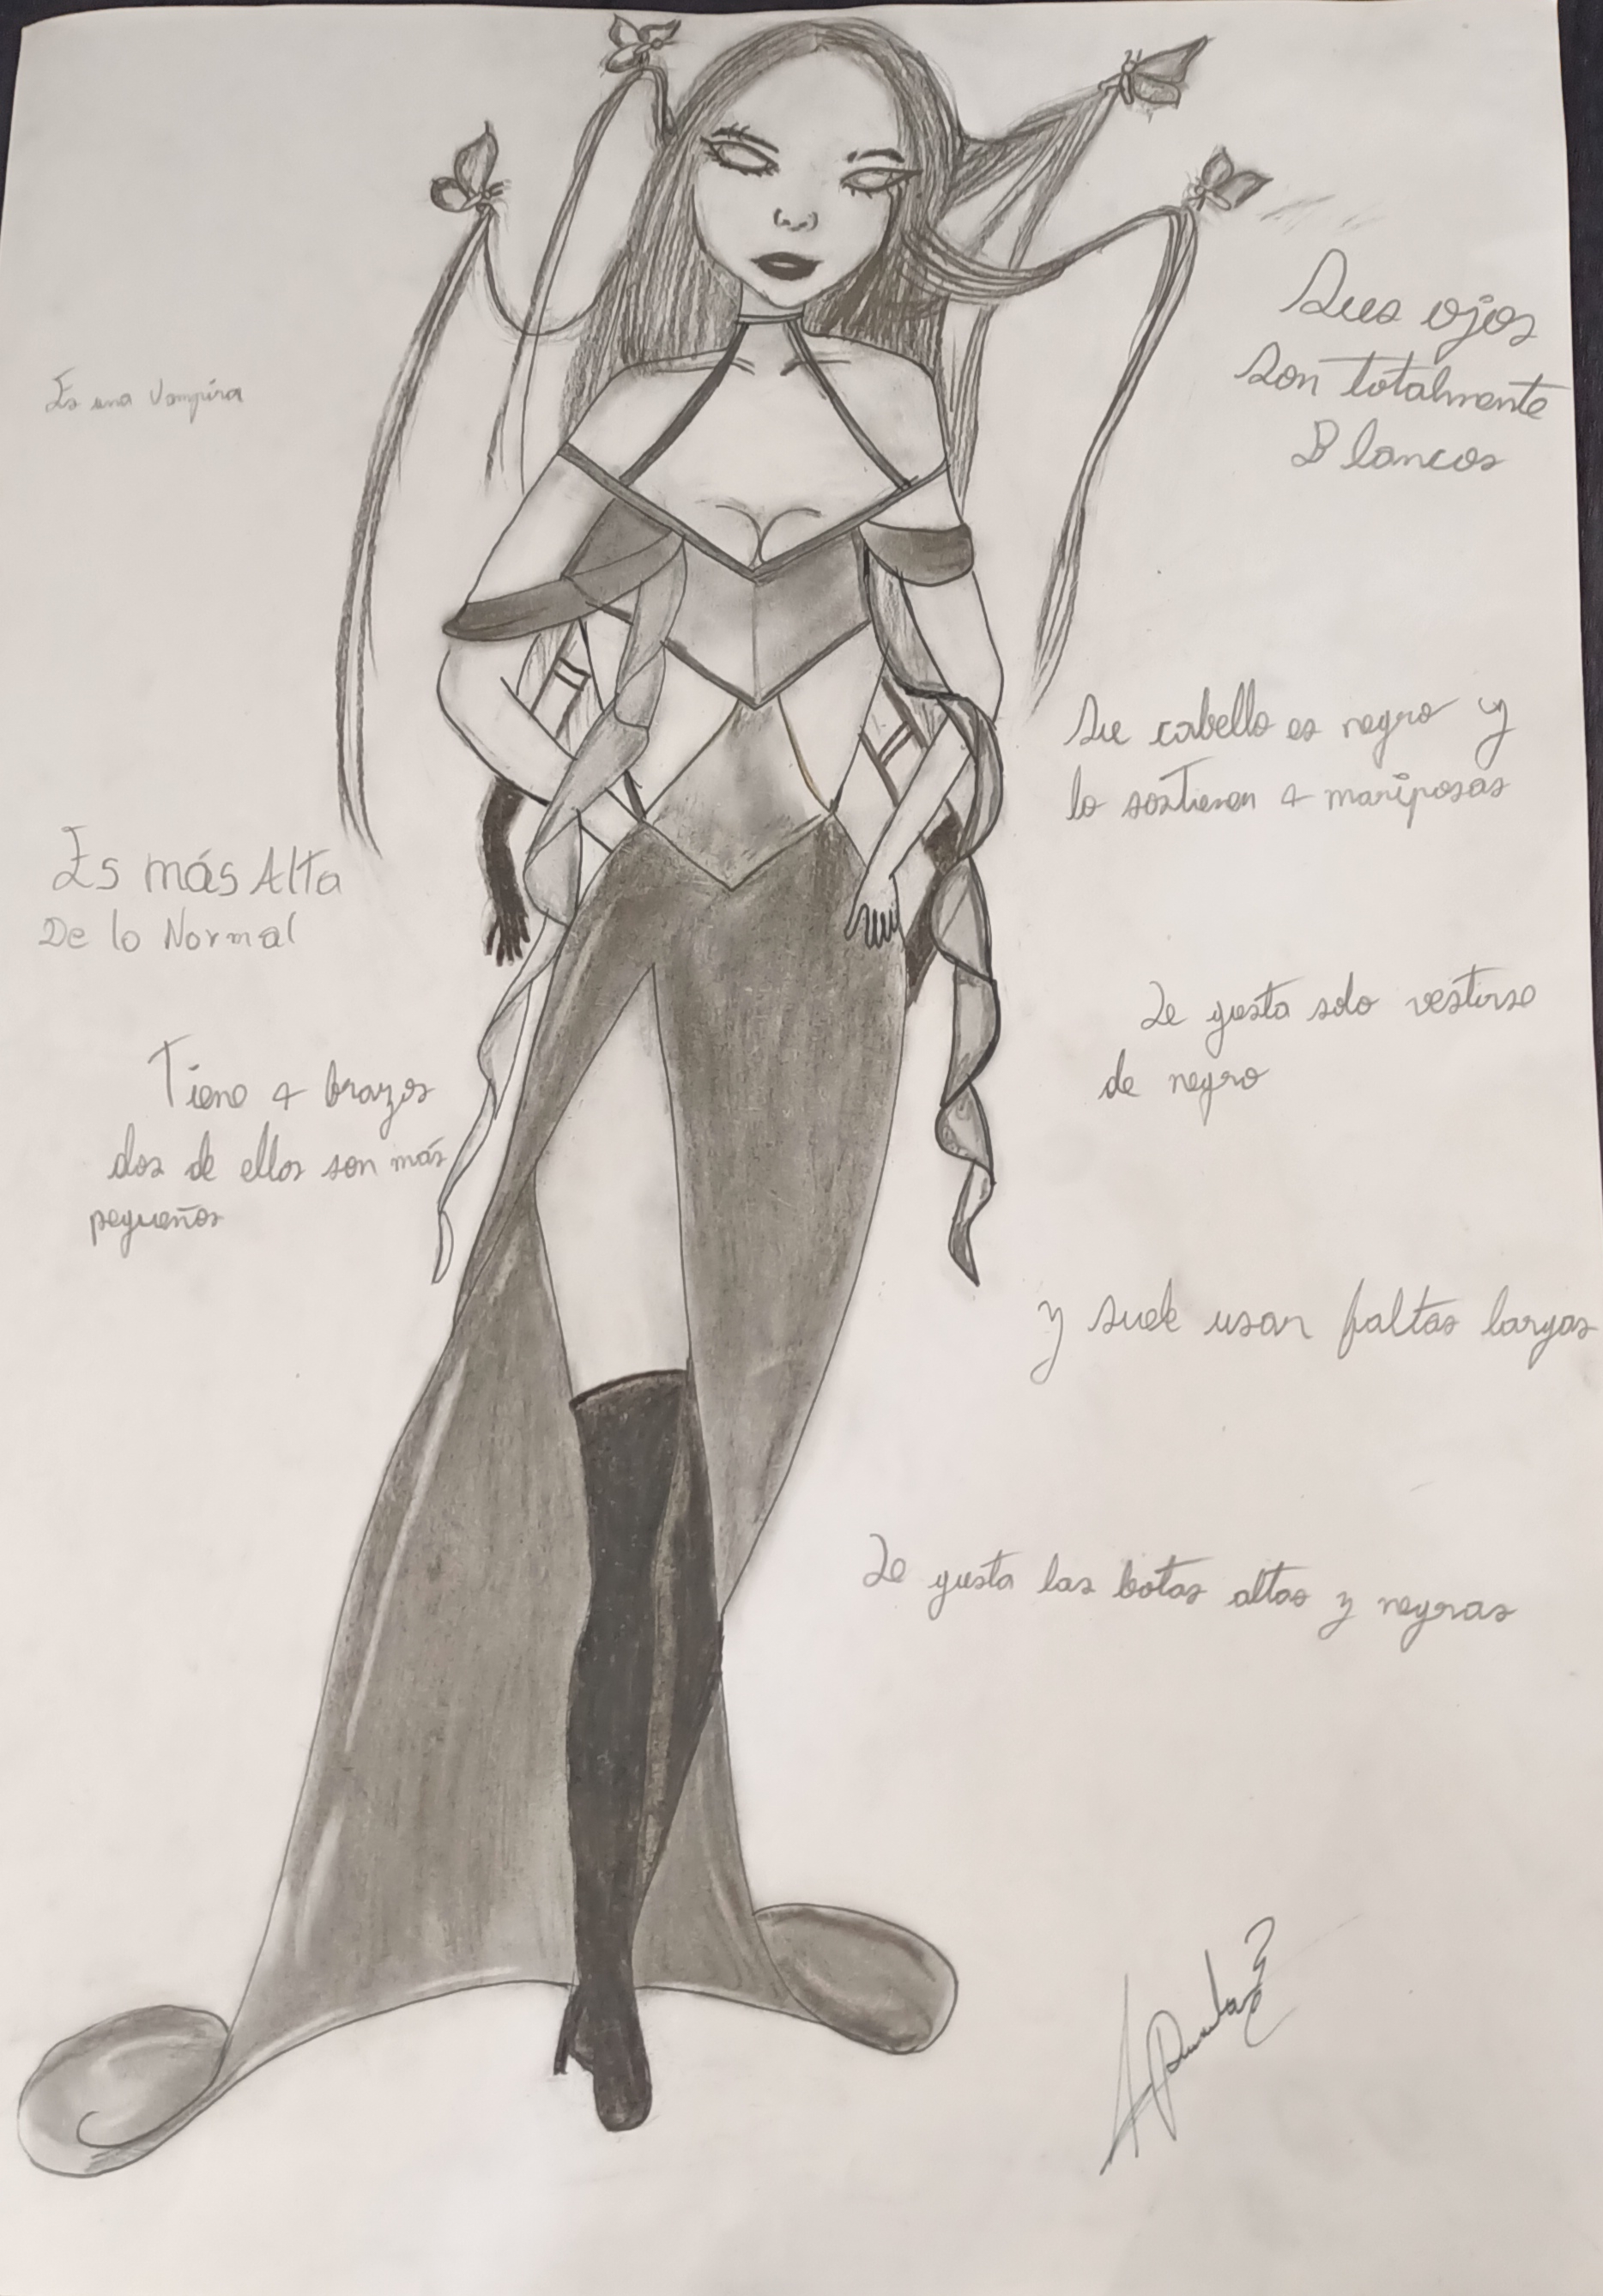 Sus ojos
son totalmente
Blancos
Es una Vampira
Su cabello es negro y
lo sostienen 4 mariposas
Es más Alta
De lo Normal
Le gusta solo vestirse
de negro
Tiene 4 brazos
dos de ellos son más
pequeños
y suele usar faltas largas
Le gusta las botas altas y negras